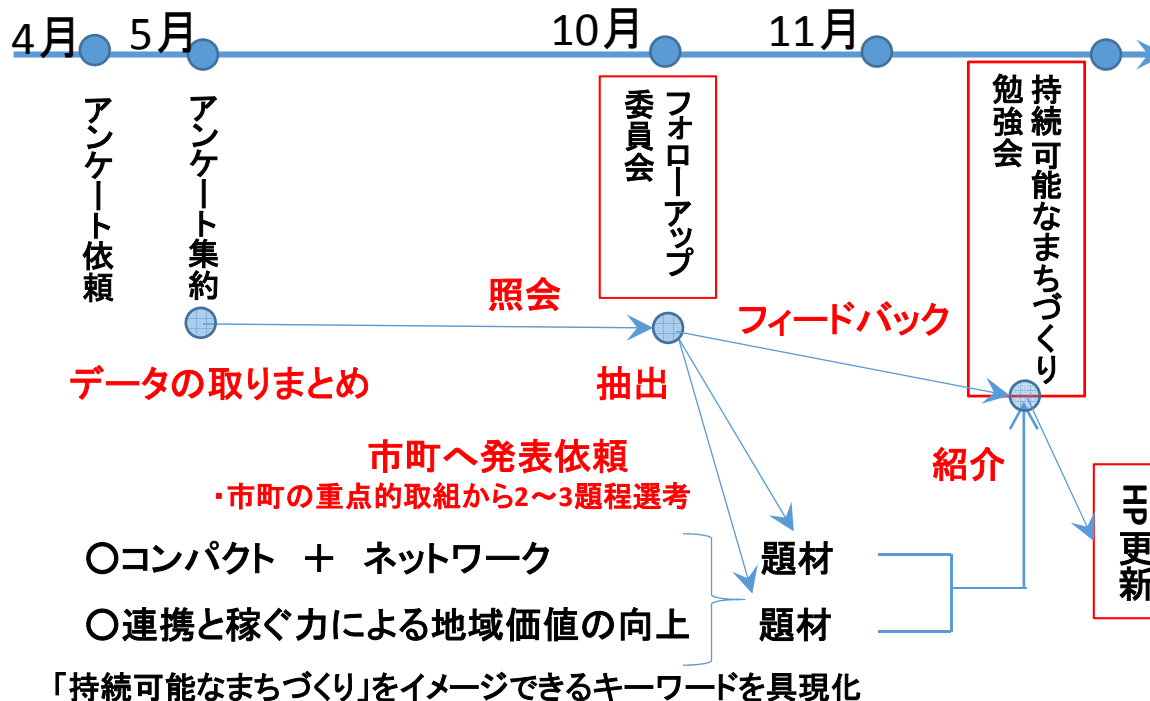 4月
5月
10月
11月
アンケート依頼
アンケート集約
フォローアップ
委員会
持続可能なまちづくり
勉強会
照会
フィードバック
データの取りまとめ
抽出
市町へ発表依頼
・市町の重点的取組から2～3題程選考
紹介
HP更新
〇コンパクト　＋　ネットワーク
題材
〇連携と稼ぐ力による地域価値の向上
題材
「持続可能なまちづくり」をイメージできるキーワードを具現化